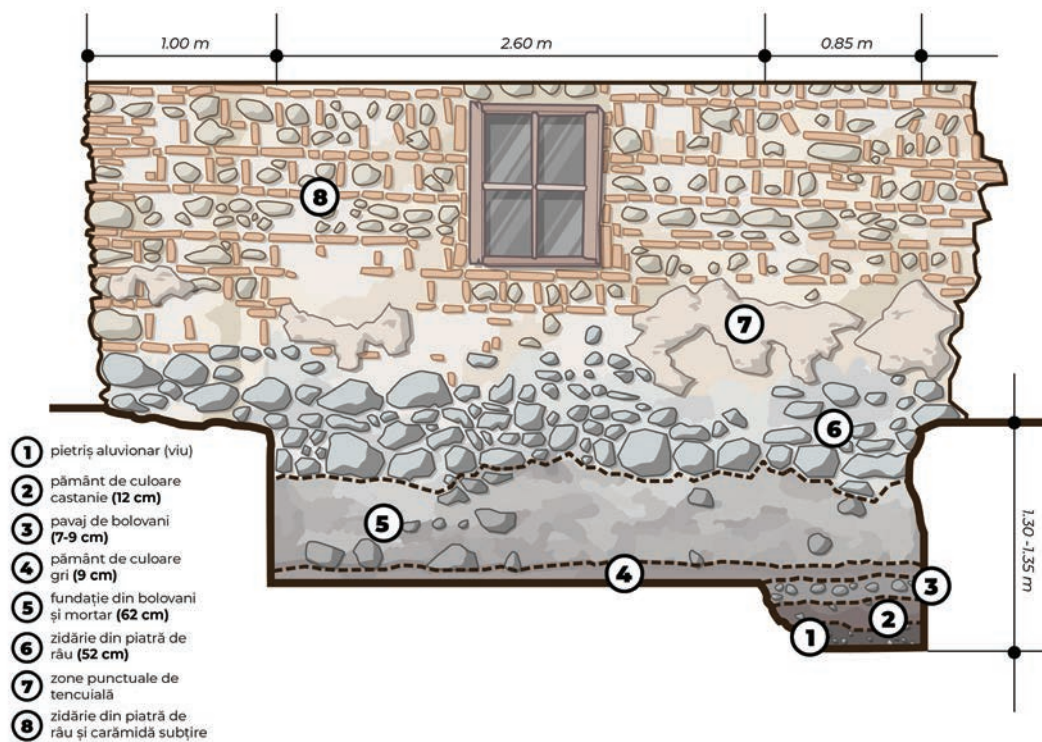 1.00 m
2.60 m
0.85 m
8
7
6
5
4
3
2
1
1.30 -1.35 m
1 pietriș aluvionar (viu)
2 pământ de culoare
castanie (12 cm)
3 pavaj de bolovani
(7-9 cm)
4 pământ de culoare
gri (9 cm)
5 fundație din bolovani
și mortar (62 cm)
6 zidărie din piatră de
râu (52 cm)
7 zone punctuale de
tencuială
8 zidărie din piatră de
râu și carămidă subțire